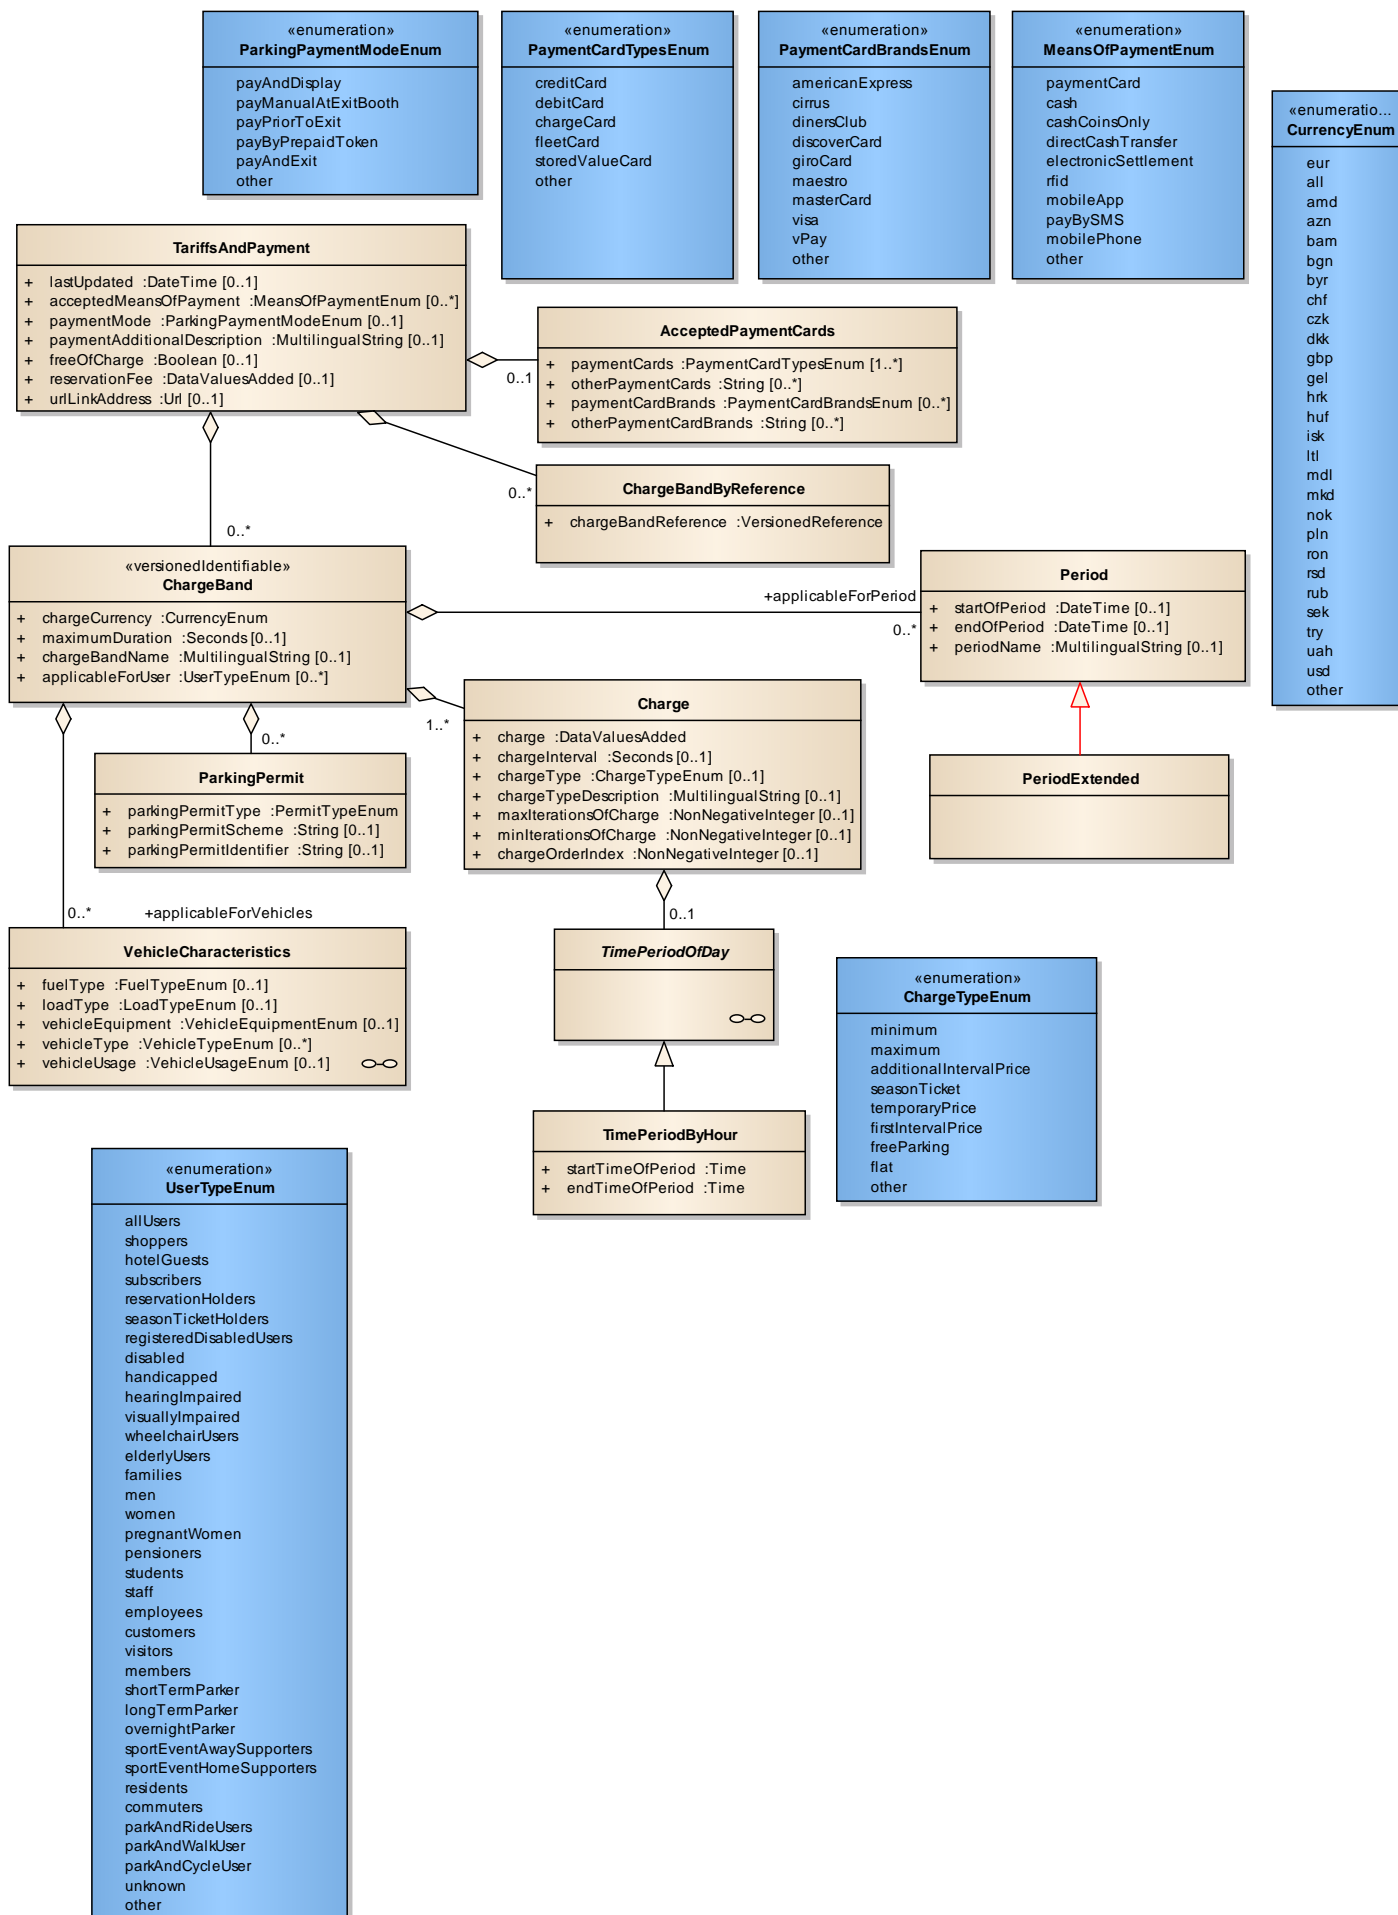 «enumeration»
ParkingPaymentModeEnum
payAndDisplay
payManualAtExitBooth
payPriorToExit
payByPrepaidToken
payAndExit
other
«enumeration»
PaymentCardTypesEnum
creditCard
debitCard
chargeCard
fleetCard
storedValueCard
other
«enumeration»
PaymentCardBrandsEnum
americanExpress
cirrus
dinersClub
discoverCard
giroCard
maestro
masterCard
visa
vPay
other
«enumeration»
MeansOfPaymentEnum
paymentCard
cash
cashCoinsOnly
directCashTransfer
electronicSettlement
rfid
mobileApp
payBySMS
mobilePhone
other
«enumeratio...
CurrencyEnum
eur
all
amd
azn
bam
bgn
byr
chf
czk
dkk
gbp
gel
hrk
huf
isk
ltl
mdl
mkd
nok
pln
ron
rsd
rub
sek
try
uah
usd
other
TariffsAndPayment
+ lastUpdated :DateTime [0..1]
+ acceptedMeansOfPayment :MeansOfPaymentEnum [0..*]
+ paymentMode :ParkingPaymentModeEnum [0..1]
+ paymentAdditionalDescription :MultilingualString [0..1]
+ freeOfCharge :Boolean [0..1]
+ reservationFee :DataValuesAdded [0..1]
+ urlLinkAddress :Url [0..1]
0..1
AcceptedPaymentCards
+ paymentCards :PaymentCardTypesEnum [1..*]
+ otherPaymentCards :String [0..*]
+ paymentCardBrands :PaymentCardBrandsEnum [0..*]
+ otherPaymentCardBrands :String [0..*]
0..*
ChargeBandByReference
+ chargeBandReference :VersionedReference
0..*
«versionedIdentifiable»
ChargeBand
+ chargeCurrency :CurrencyEnum
+ maximumDuration :Seconds [0..1]
+ chargeBandName :MultilingualString [0..1]
+ applicableForUser :UserTypeEnum [0..*]
+applicableForPeriod
0..*
Period
+ startOfPeriod :DateTime [0..1]
+ endOfPeriod :DateTime [0..1]
+ periodName :MultilingualString [0..1]
PeriodExtended
1..*
Charge
+ charge :DataValuesAdded
+ chargeInterval :Seconds [0..1]
+ chargeType :ChargeTypeEnum [0..1]
+ chargeTypeDescription :MultilingualString [0..1]
+ maxIterationsOfCharge :NonNegativeInteger [0..1]
+ minIterationsOfCharge :NonNegativeInteger [0..1]
+ chargeOrderIndex :NonNegativeInteger [0..1]
0..*
ParkingPermit
+ parkingPermitType :PermitTypeEnum
+ parkingPermitScheme :String [0..1]
+ parkingPermitIdentifier :String [0..1]
0..* +applicableForVehicles
VehicleCharacteristics
+ fuelType :FuelTypeEnum [0..1]
+ loadType :LoadTypeEnum [0..1]
+ vehicleEquipment :VehicleEquipmentEnum [0..1]
+ vehicleType :VehicleTypeEnum [0..*]
+ vehicleUsage :VehicleUsageEnum [0..1]
0..1
TimePeriodOfDay
TimePeriodByHour
+ startTimeOfPeriod :Time
+ endTimeOfPeriod :Time
«enumeration»
ChargeTypeEnum
minimum
maximum
additionalIntervalPrice
seasonTicket
temporaryPrice
firstIntervalPrice
freeParking
flat
other
«enumeration»
UserTypeEnum
allUsers
shoppers
hotelGuests
subscribers
reservationHolders
seasonTicketHolders
registeredDisabledUsers
disabled
handicapped
hearingImpaired
visuallyImpaired
wheelchairUsers
elderlyUsers
families
men
women
pregnantWomen
pensioners
students
staff
employees
customers
visitors
members
shortTermParker
longTermParker
overnightParker
sportEventAwaySupporters
sportEventHomeSupporters
residents
commuters
parkAndRideUsers
parkAndWalkUser
parkAndCycleUser
unknown
other